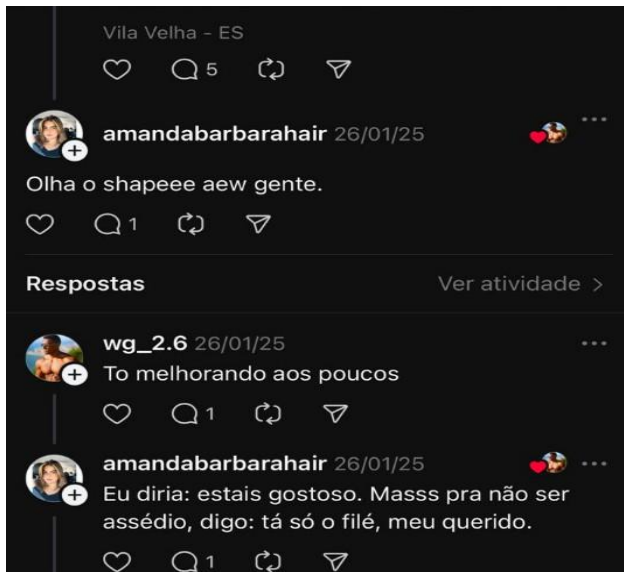 Vila Velha - ES
5
amandabarbarahair 26/01/25
Olha o shapeee aew gente.
1
Respostas Ver atividade >
wg_2.6 26/01/25
To melhorando aos poucos
1
amandabarbarahair 26/01/25
Eu diria: estais gostoso. Masss pra não ser
assédio, digo: tá só o filé, meu querido.
1